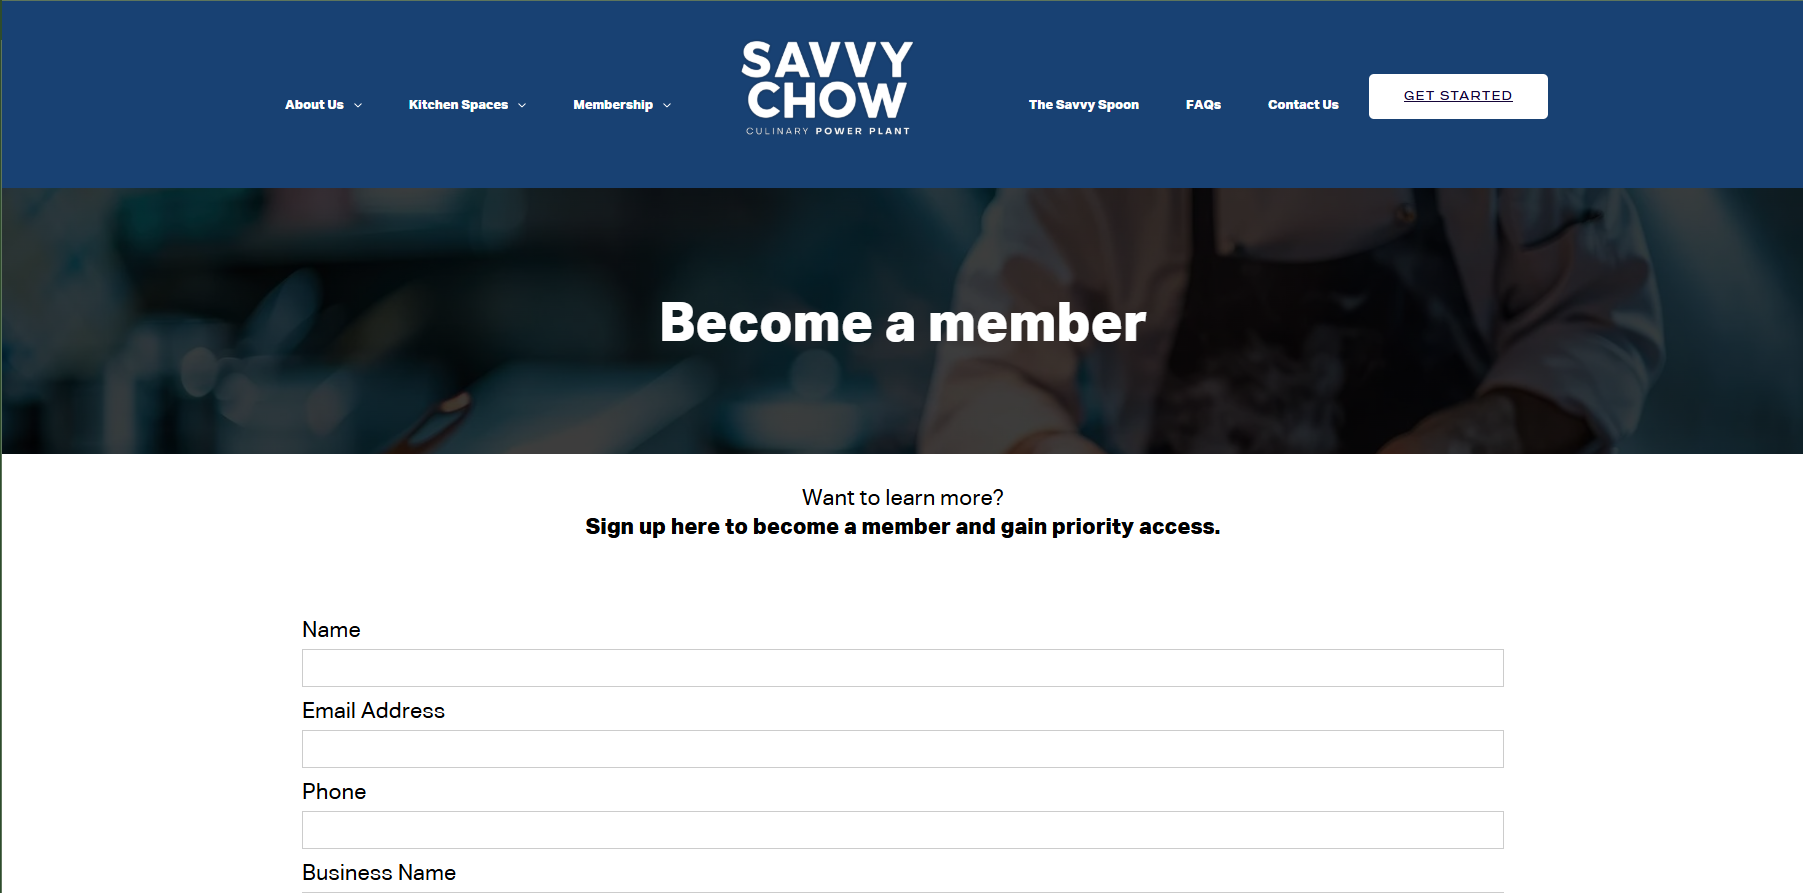 About Us
Kitchen Spaces
Membership
SAVVY
CHOW
CULINARY POWER PLANT
The Savvy Spoon
FAQs
Contact Us
GET STARTED
Become a member
Want to learn more?
Sign up here to become a member and gain priority access.
Name
Email Address
Phone
Business Name